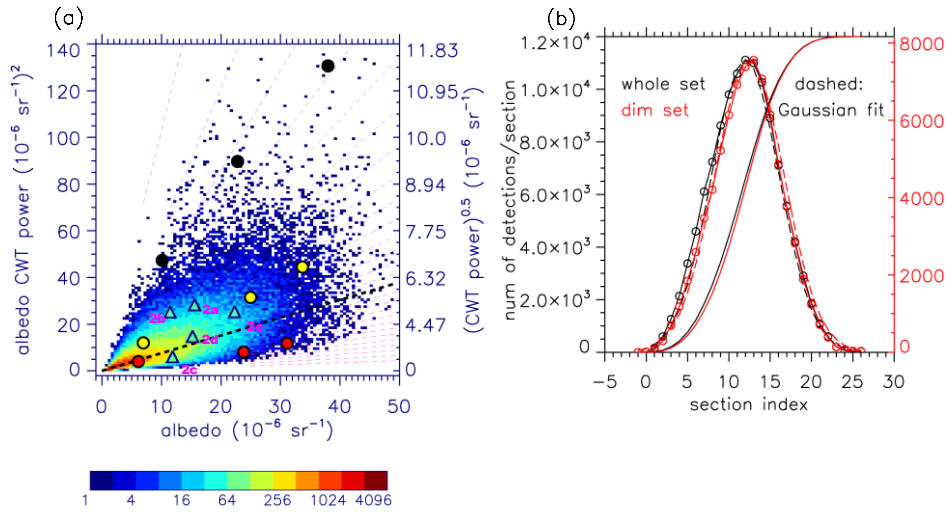 (a)
140
120
100
80
60
40
20
0
albedo CWT power (10⁻⁶ sr⁻¹)²
11.83
10.95
10.0
8.94
7.75
6.32
4.47
0
(CWT power)^0.5 (10⁻⁶ sr⁻¹)
2a
2b
2e
2d
2c
0 10 20 30 40 50
albedo (10⁻⁶ sr⁻¹)
1 4 16 64 256 1024 4096
(b)
1.2×10⁴
1.0×10⁴
8.0×10³
6.0×10³
4.0×10³
2.0×10³
0
num of detections/section
whole set
dim set
dashed:
Gaussian fit
8000
6000
4000
2000
0
−5 0 5 10 15 20 25 30
section index